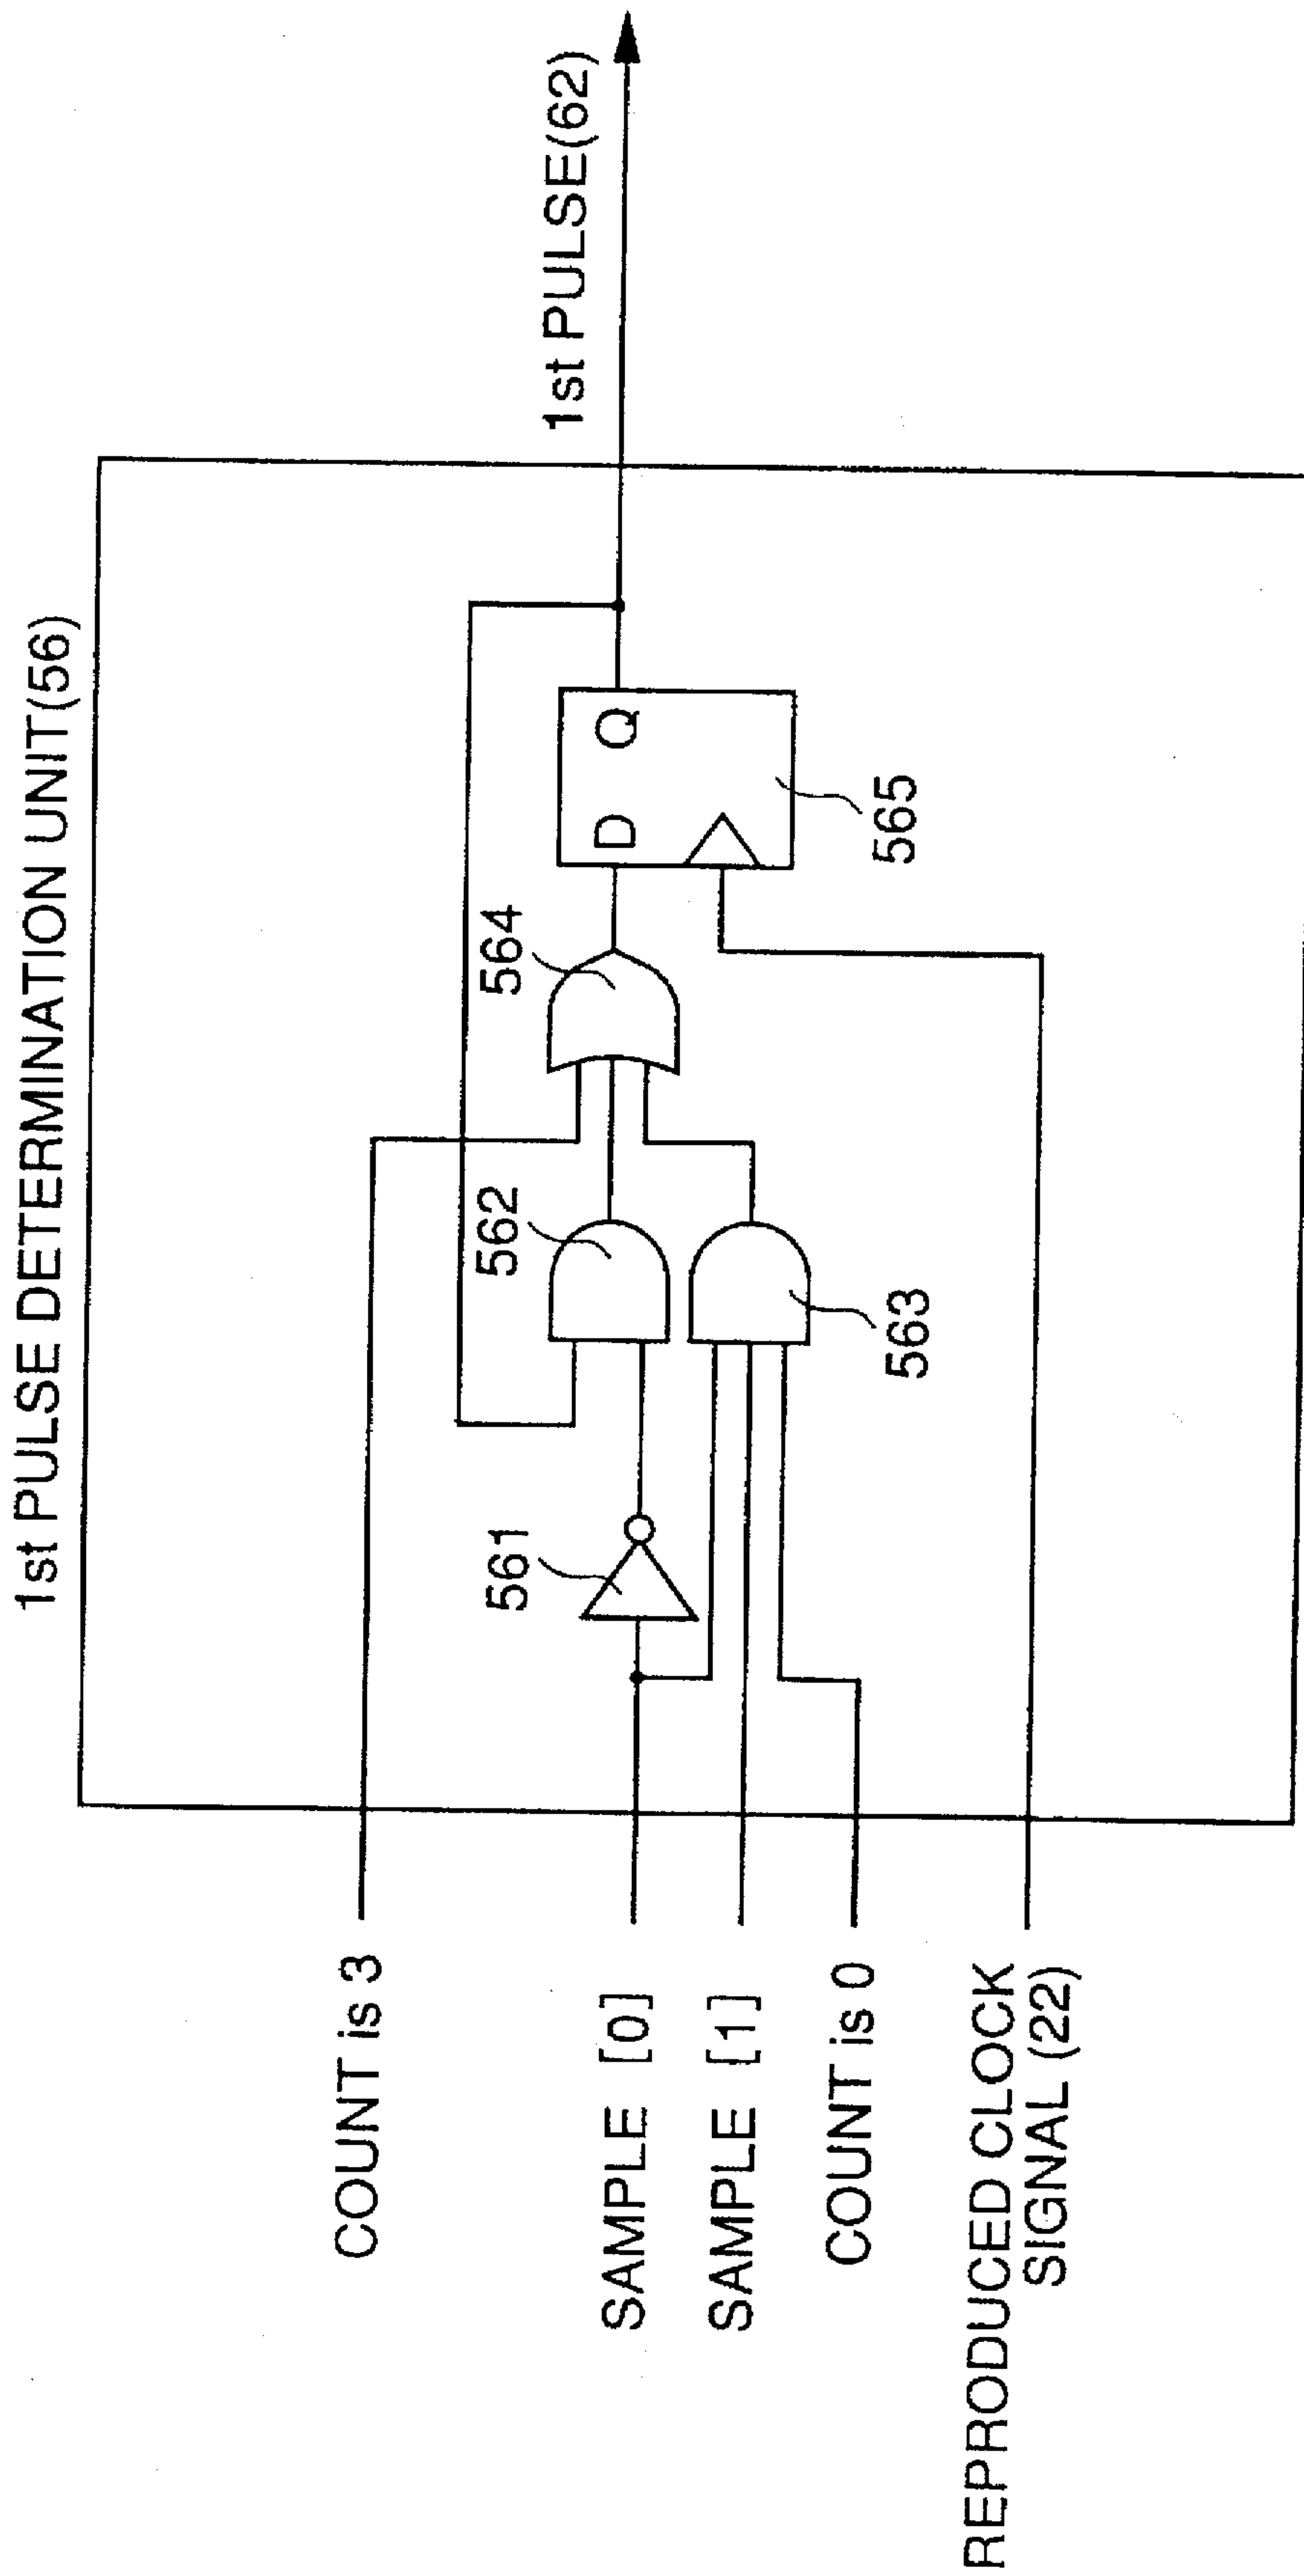 1st PULSE DETERMINATION UNIT(56)
COUNT is 3
SAMPLE [0]
SAMPLE [1]
COUNT is 0
REPRODUCED CLOCK
SIGNAL (22)
561
562
563
564
565
D
Q
1st PULSE(62)